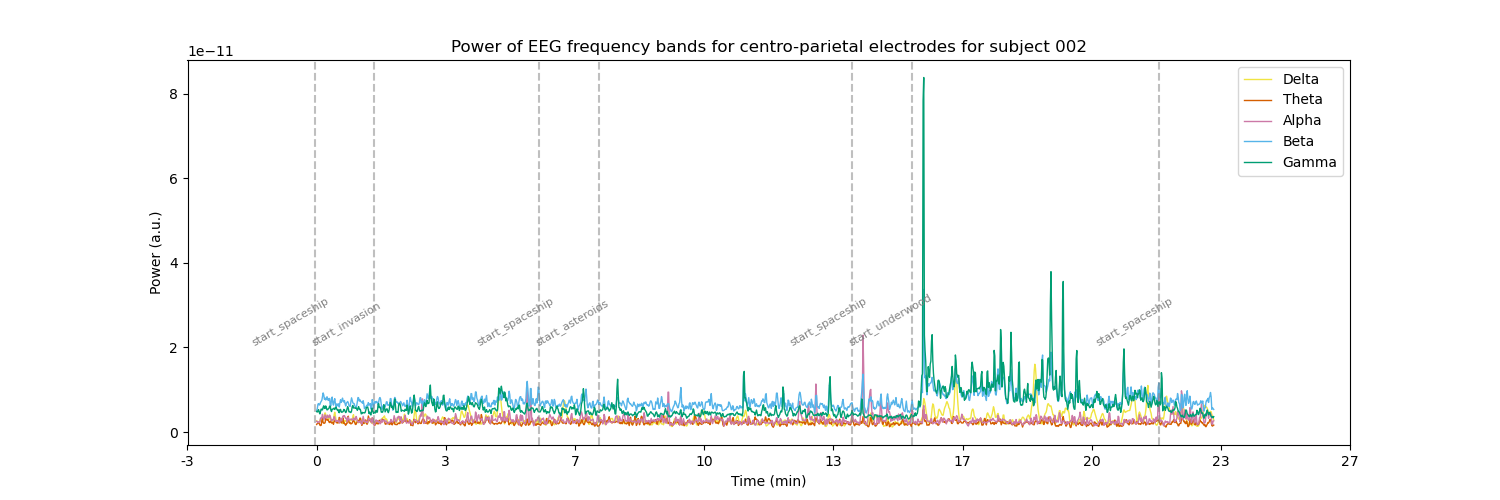 Power of EEG frequency bands for centro-parietal electrodes for subject 002
1e−11
8
6
4
2
0
Power (a.u.)
start_spaceship
start_invasion
start_spaceship
start_asteroids
start_spaceship
start_underwood
start_spaceship
Delta
Theta
Alpha
Beta
Gamma
-3 0 3 7 10 13 17 20 23 27
Time (min)